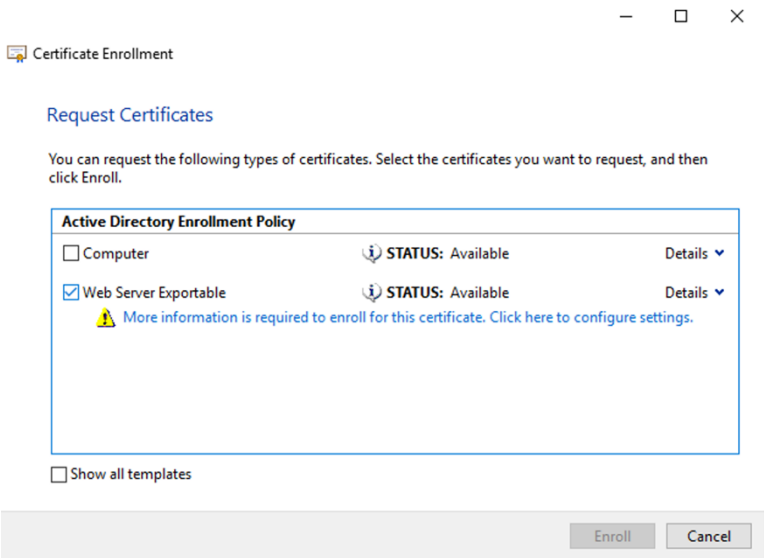 Certificate Enrollment
Request Certificates
You can request the following types of certificates. Select the certificates you want to request, and then
click Enroll.
Active Directory Enrollment Policy
Computer STATUS: Available Details
Web Server Exportable STATUS: Available Details
More information is required to enroll for this certificate. Click here to configure settings.
Show all templates
Enroll Cancel